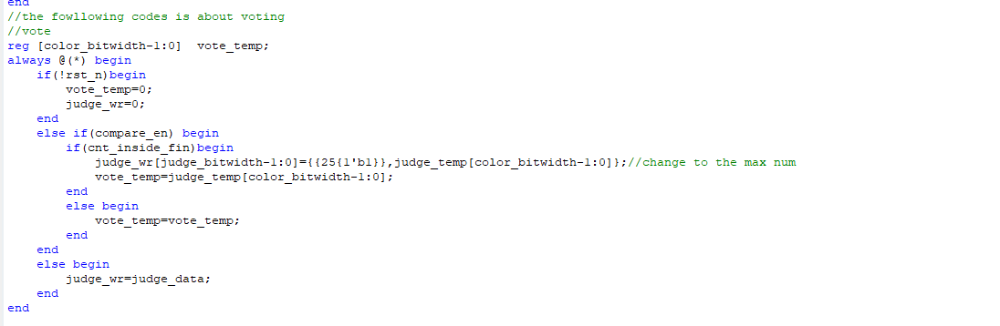 end
//the fowllowing codes is about voting
//vote
reg [color_bitwidth-1:0]  vote_temp;
always @(*) begin
    if(!rst_n)begin
        vote_temp=0;
        judge_wr=0;
    end
    else if(compare_en) begin
        if(cnt_inside_fin)begin
            judge_wr[judge_bitwidth-1:0]={{25{1'b1}},judge_temp[color_bitwidth-1:0]};//change to the max num
            vote_temp=judge_temp[color_bitwidth-1:0];
        end
        else begin
            vote_temp=vote_temp;
        end
    end
    else begin
        judge_wr=judge_data;
    end
end